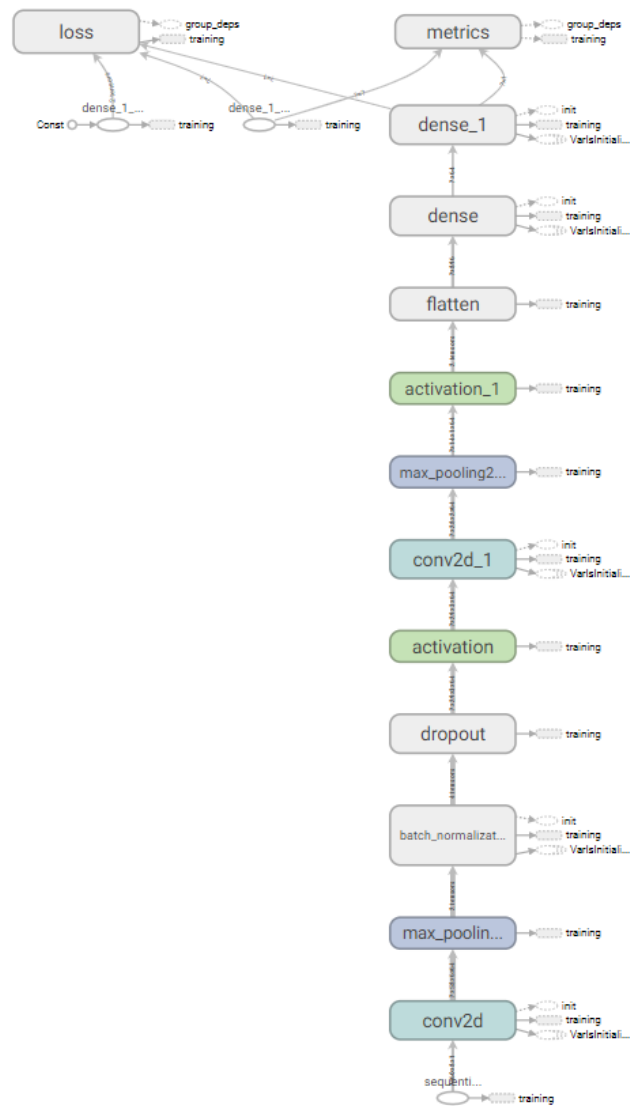 loss
group_deps
training
metrics
group_deps
training
dense_1_...
Const
training
dense_1_...
training
dense_1
init
training
VarIsInitiali...
dense
init
training
VarIsInitiali...
flatten
training
activation_1
training
max_pooling2...
training
conv2d_1
init
training
VarIsInitiali...
activation
training
dropout
training
batch_normalizat...
init
training
VarIsInitiali...
max_poolin...
training
conv2d
init
training
VarIsInitiali...
sequenti...
training